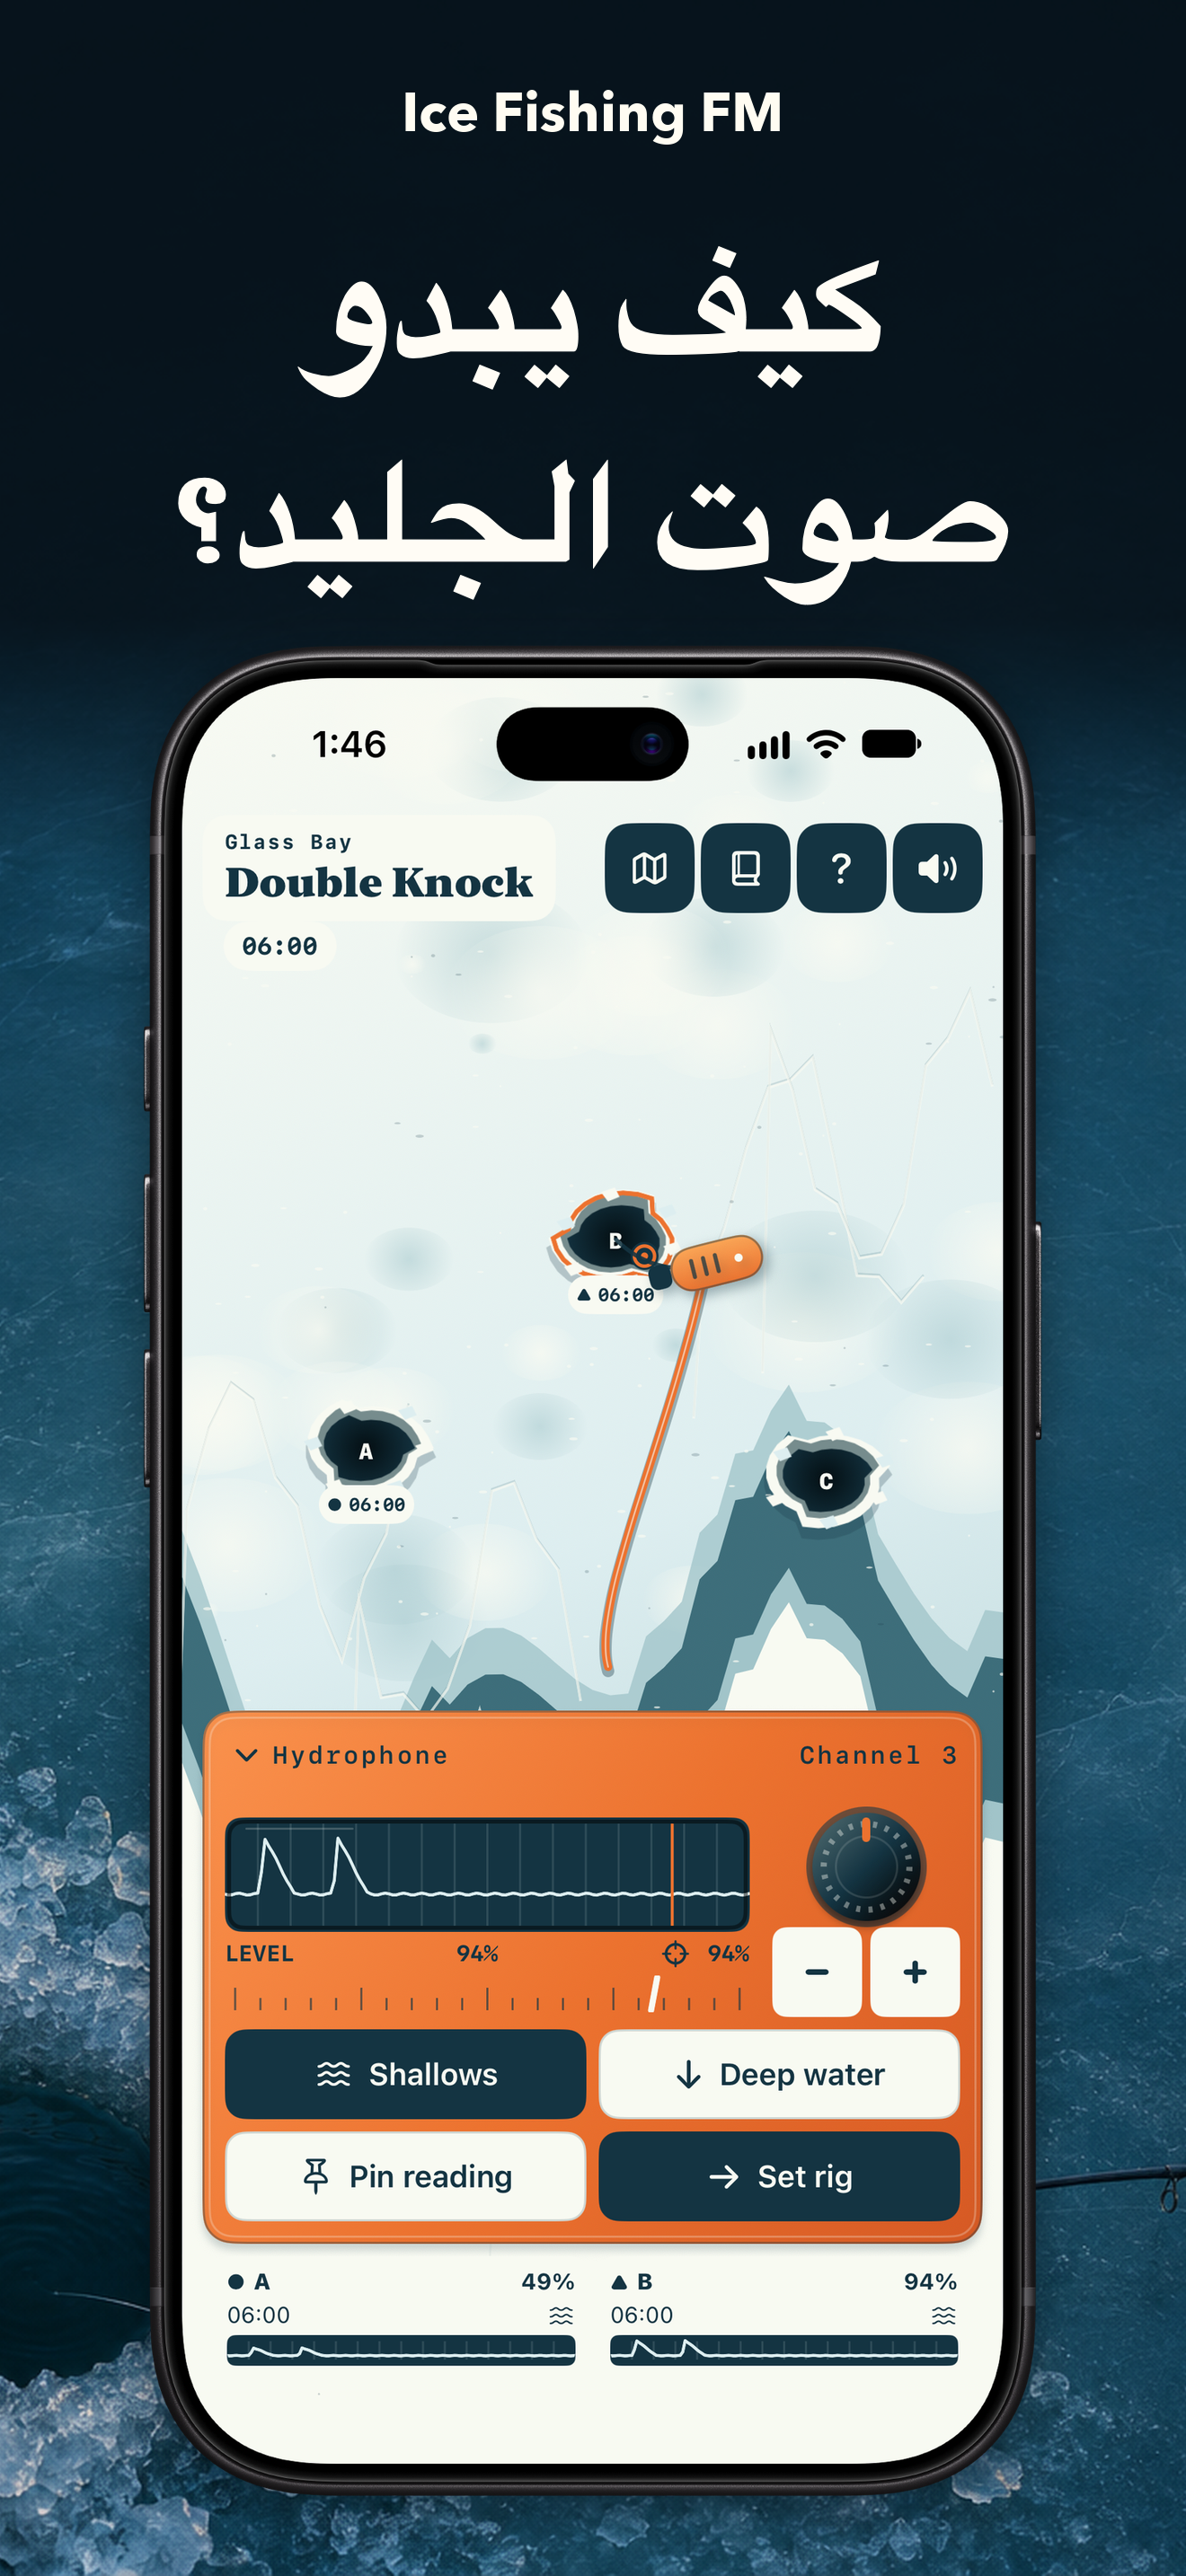 Ice Fishing FM
كيف يبدو
صوت الجليد؟
1:46
Glass Bay
Double Knock
06:00
?
B
06:00
A
06:00
C
Hydrophone
Channel 3
LEVEL 94% 94%
Shallows
Deep water
Pin reading
Set rig
A 49%
06:00
B 94%
06:00